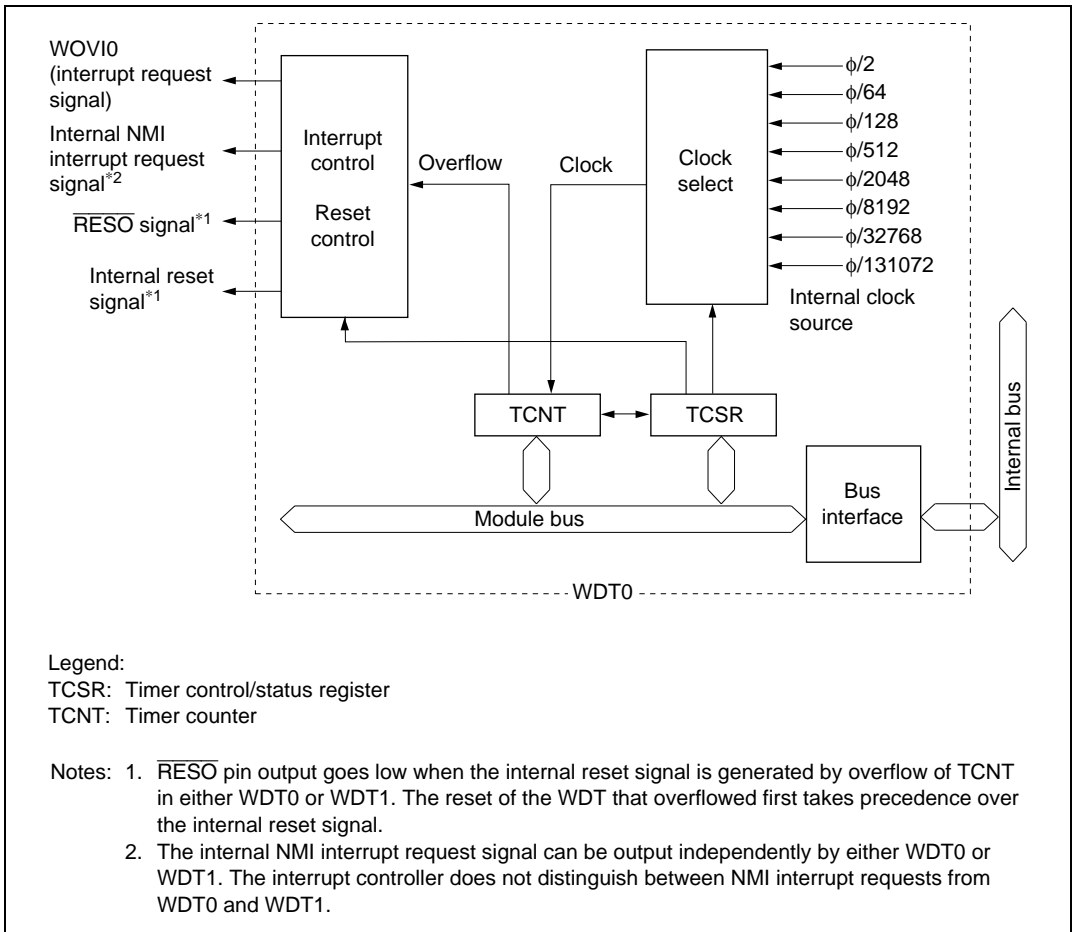 WOVI0
(interrupt request
signal)
Internal NMI
interrupt request
signal*2
RESO signal*1
Internal reset
signal*1
Interrupt
control
Reset
control
Overflow
Clock
Clock
select
ϕ/2
ϕ/64
ϕ/128
ϕ/512
ϕ/2048
ϕ/8192
ϕ/32768
ϕ/131072
Internal clock
source
TCNT
TCSR
Module bus
Bus
interface
Internal bus
WDT0
Legend:
TCSR: Timer control/status register
TCNT: Timer counter
Notes: 1. RESO pin output goes low when the internal reset signal is generated by overflow of TCNT
in either WDT0 or WDT1. The reset of the WDT that overflowed first takes precedence over
the internal reset signal.
2. The internal NMI interrupt request signal can be output independently by either WDT0 or
WDT1. The interrupt controller does not distinguish between NMI interrupt requests from
WDT0 and WDT1.